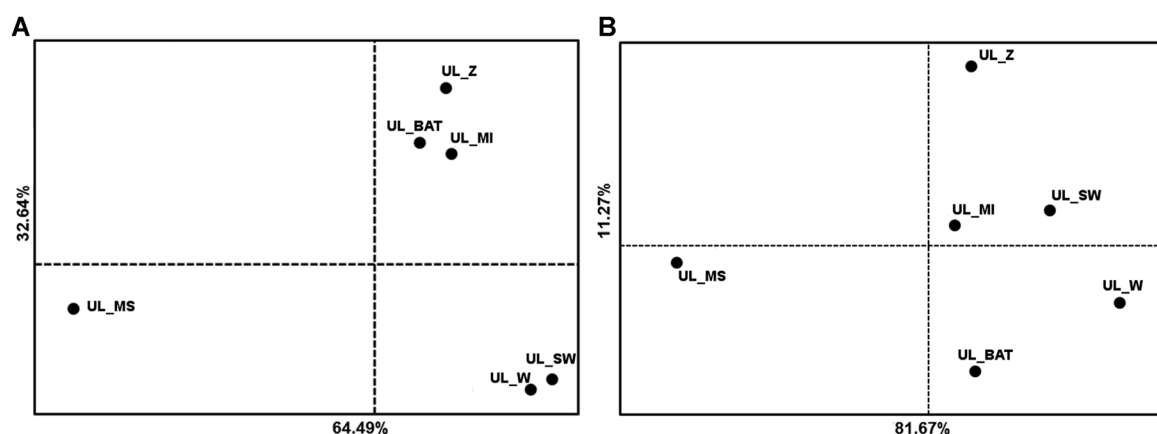 A
UL_Z
UL_BAT
UL_MI
32.64%
UL_MS
UL_SW
UL_W
64.49%
B
UL_Z
UL_SW
UL_MI
11.27%
UL_MS
UL_W
UL_BAT
81.67%